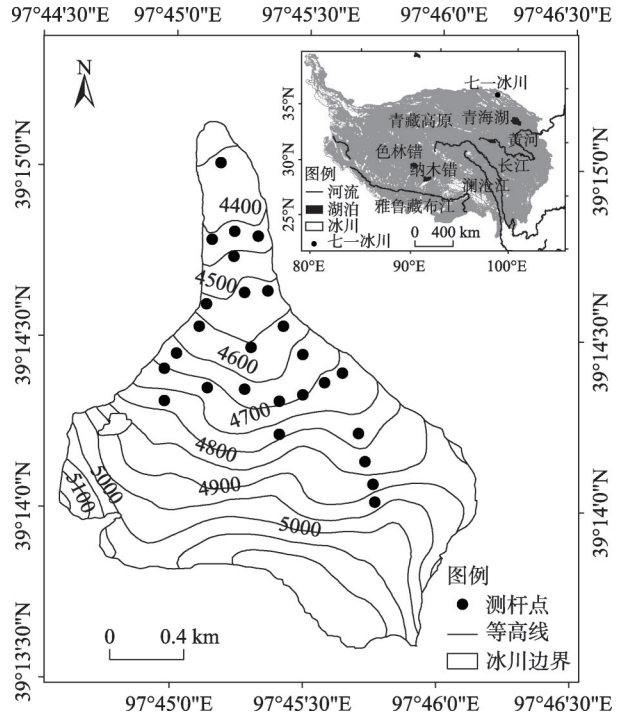 97°44'30"E 97°45'0"E 97°45'30"E 97°46'0"E 97°46'30"E
N
39°15'0"N
39°14'30"N
39°14'0"N
39°13'30"N
七一冰川
青藏高原
青海湖
黄河
色林错
纳木错
长江
澜沧江
雅鲁藏布江
图例
河流
湖泊
冰川
七一冰川
0 400 km
35°N
30°N
25°N
80°E 90°E 100°E
39°15'0"N
39°14'30"N
39°14'0"N
39°13'30"N
4400
4500
4600
4700
4800
4900
5000
5100
5000
图例
测杆点
等高线
冰川边界
0 0.4 km
97°45'0"E 97°45'30"E 97°46'0"E 97°46'30"E